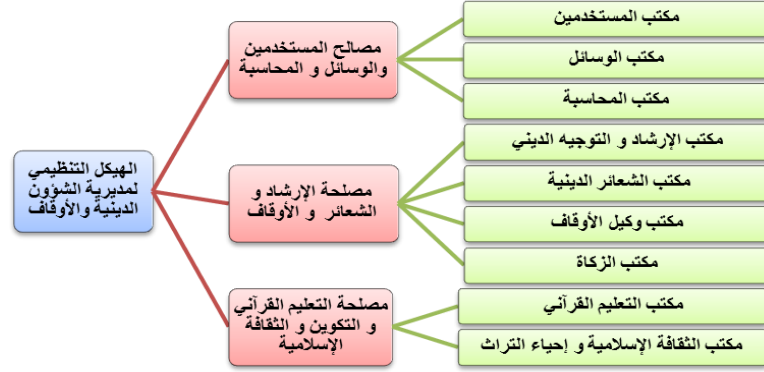 الهيكل التنظيمي
لمديرية الشؤون
الدينية والأوقاف
مصالح المستخدمين
والوسائل و المحاسبة
مكتب المستخدمين
مكتب الوسائل
مكتب المحاسبة
مصلحة الإرشاد و
الشعائر و الأوقاف
مكتب الإرشاد و التوجيه الديني
مكتب الشعائر الدينية
مكتب وكيل الأوقاف
مكتب الزكاة
مصلحة التعليم القرآني
و التكوين و الثقافة
الإسلامية
مكتب التعليم القرآني
مكتب الثقافة الإسلامية و إحياء التراث